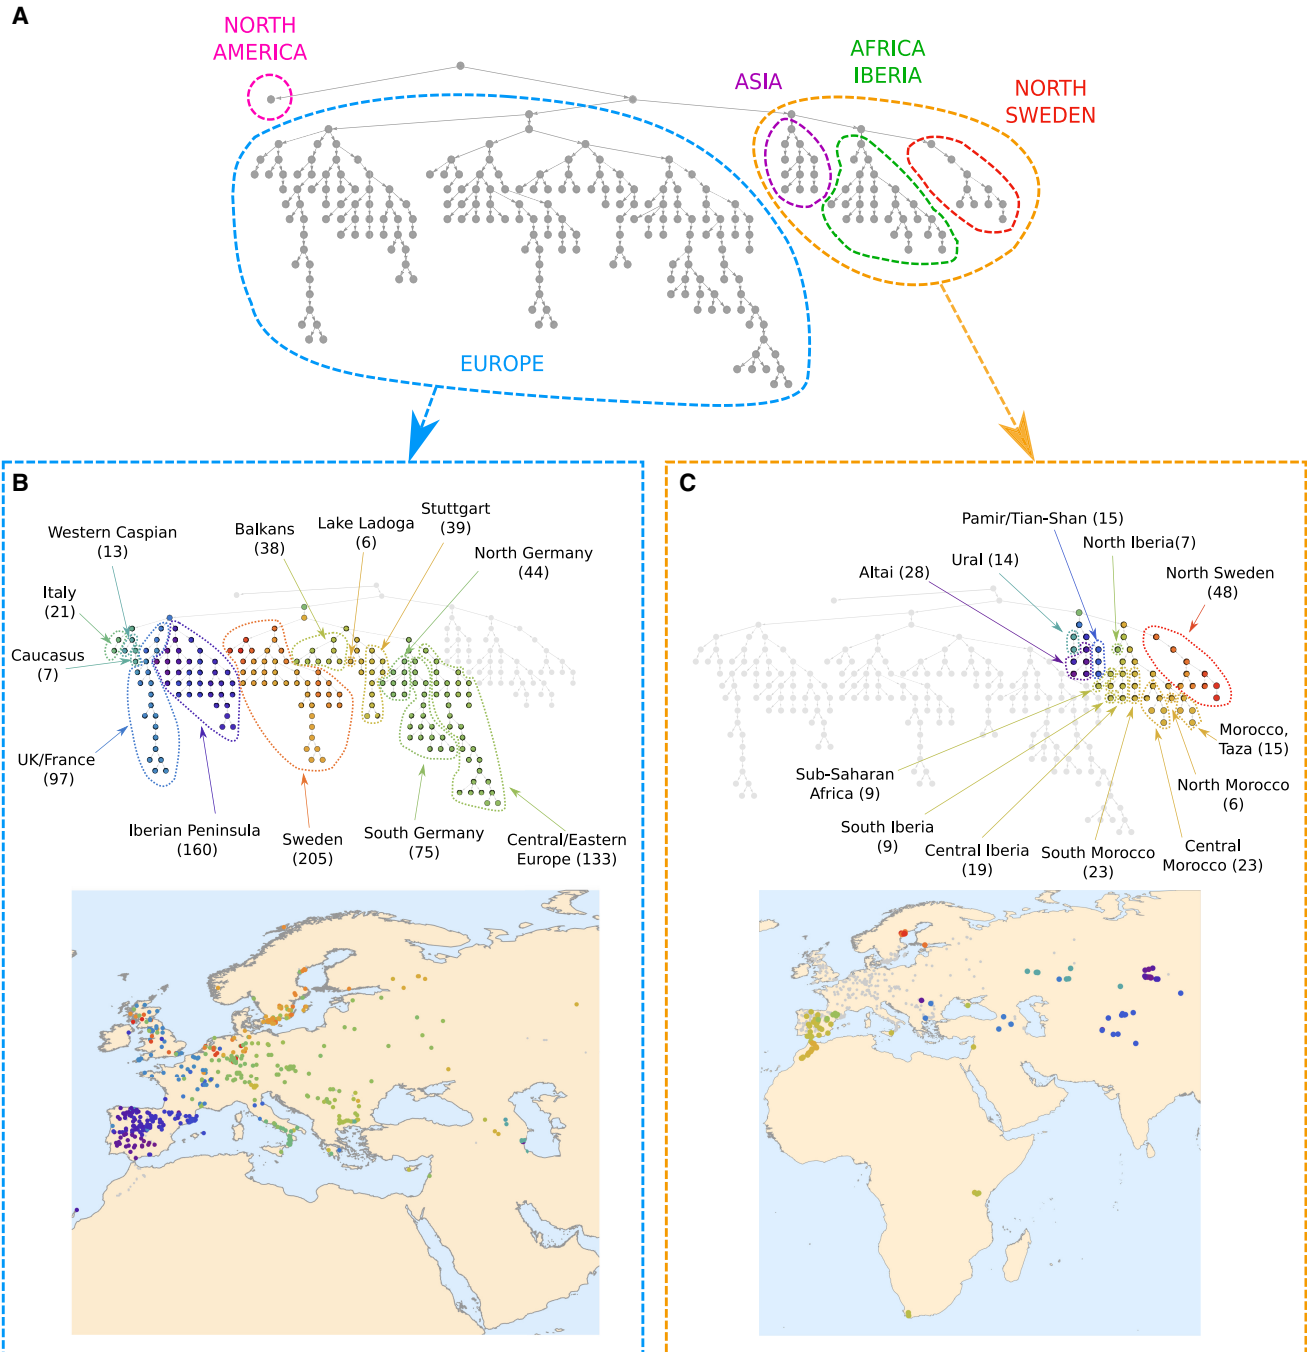 A
NORTH
AMERICA
ASIA
AFRICA
IBERIA
NORTH
SWEDEN
EUROPE
B
Western Caspian
(13)
Balkans
(38)
Lake Ladoga
(6)
Stuttgart
(39)
North Germany
(44)
Italy
(21)
Caucasus
(7)
UK/France
(97)
Iberian Peninsula
(160)
Sweden
(205)
South Germany
(75)
Central/Eastern
Europe (133)
C
Pamir/Tian-Shan (15)
North Iberia(7)
Ural (14)
Altai (28)
North Sweden
(48)
Morocco,
Taza (15)
Sub-Saharan
Africa (9)
North Morocco
(6)
South Iberia
(9)
Central Iberia
(19)
South Morocco
(23)
Central
Morocco (23)